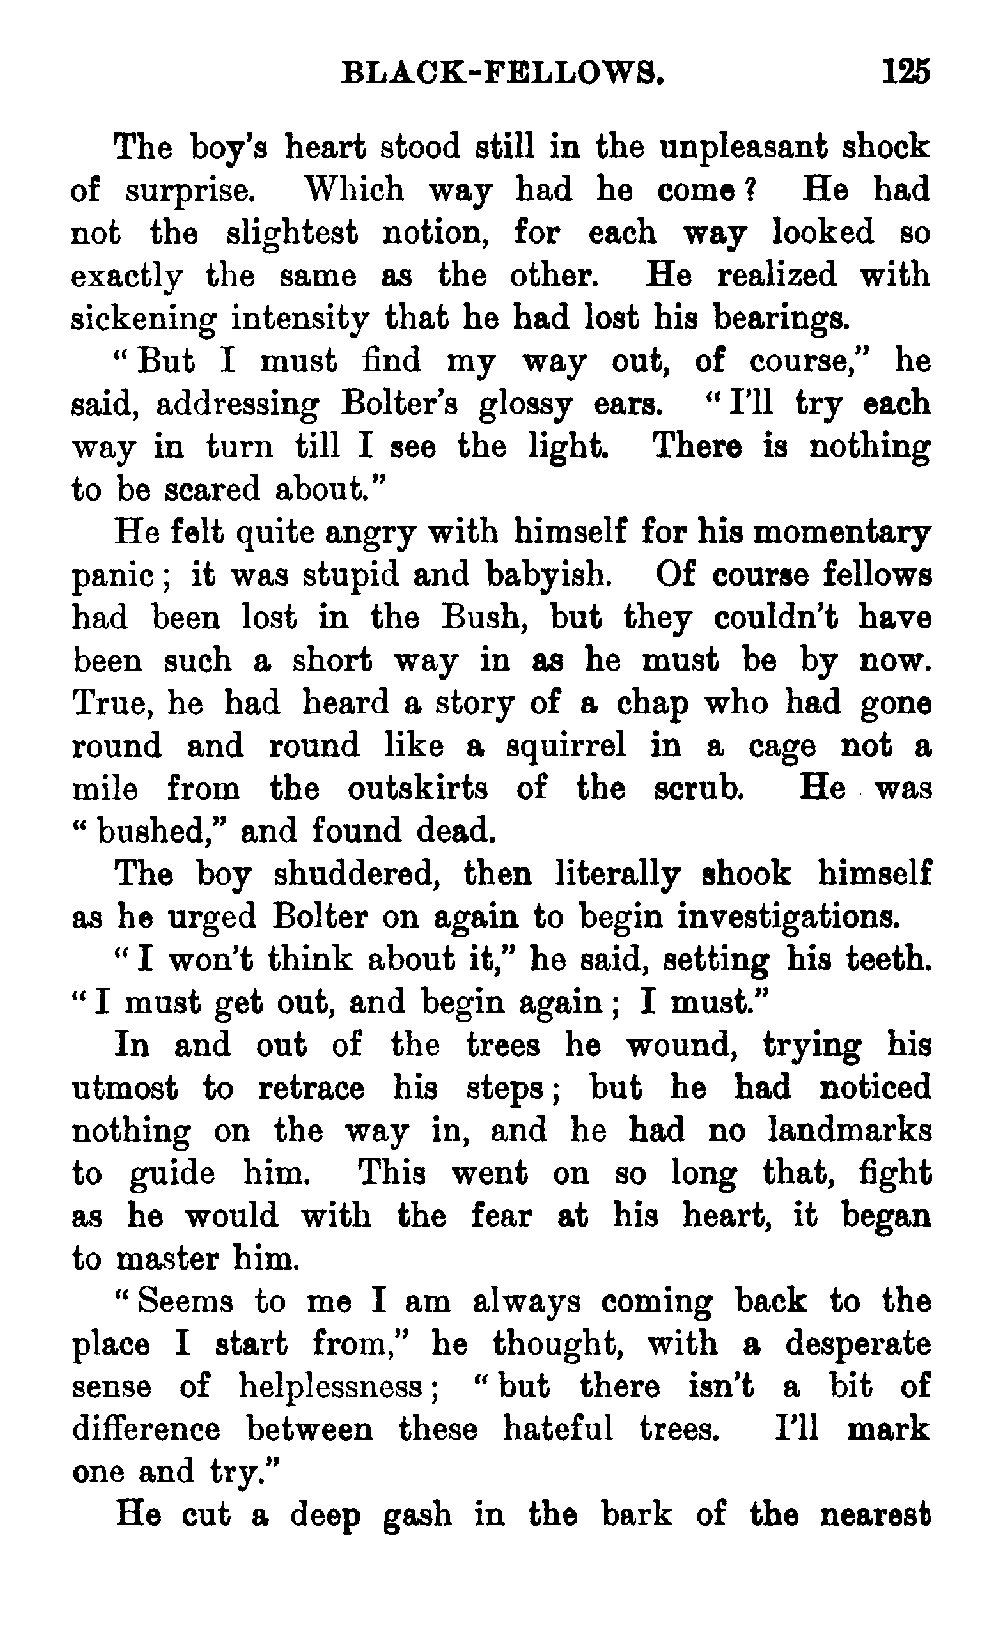 BLACK-FELLOWS. 125
The boy's heart stood still in the unpleasant shock
of surprise. Which way had he come? He had
not the slightest notion, for each way looked so
exactly the same as the other. He realized with
sickening intensity that he had lost his bearings.
"But I must find my way out, of course," he
said, addressing Bolter's glossy ears. "I'll try each
way in turn till I see the light. There is nothing
to be scared about."
He felt quite angry with himself for his momentary
panic; it was stupid and babyish. Of course fellows
had been lost in the Bush, but they couldn't have
been such a short way in as he must be by now.
True, he had heard a story of a chap who had gone
round and round like a squirrel in a cage not a
mile from the outskirts of the scrub. He was
"bushed," and found dead.
The boy shuddered, then literally shook himself
as he urged Bolter on again to begin investigations.
"I won't think about it," he said, setting his teeth.
"I must get out, and begin again; I must."
In and out of the trees he wound, trying his
utmost to retrace his steps; but he had noticed
nothing on the way in, and he had no landmarks
to guide him. This went on so long that, fight
as he would with the fear at his heart, it began
to master him.
"Seems to me I am always coming back to the
place I start from," he thought, with a desperate
sense of helplessness; "but there isn't a bit of
difference between these hateful trees. I'll mark
one and try."
He cut a deep gash in the bark of the nearest